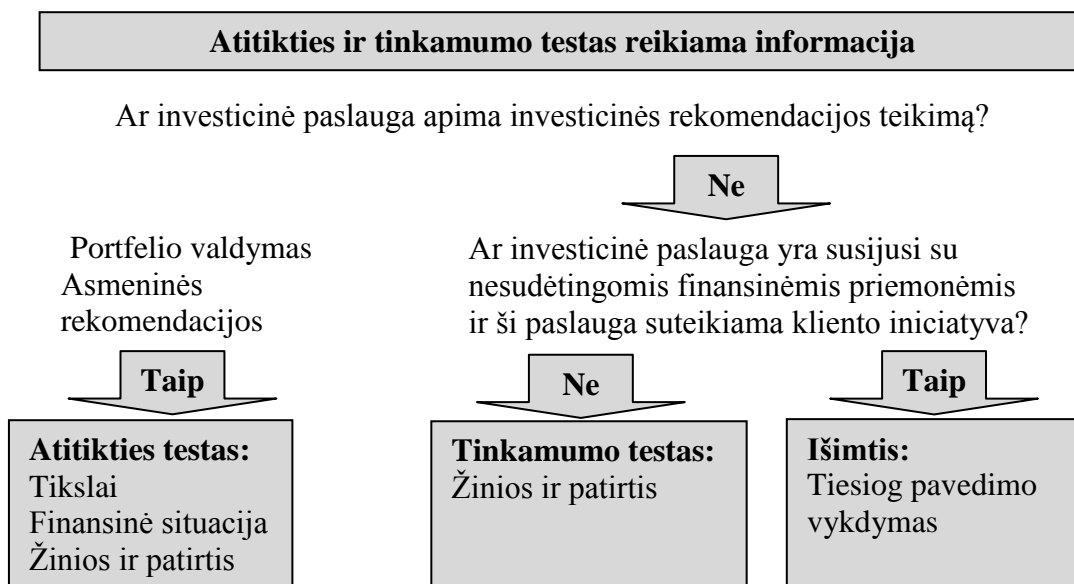 Atitikties ir tinkamumo testas reikiama informacija
Ar investicinė paslauga apima investicinės rekomendacijos teikimą?
Ne
Portfelio valdymas
Asmeninės
rekomendacijos
Ar investicinė paslauga yra susijusi su
nesudėtingomis finansinėmis priemonėmis
ir ši paslauga suteikiama kliento iniciatyva?
Taip
Ne
Taip
Atitikties testas:
Tikslai
Finansinė situacija
Žinios ir patirtis
Tinkamumo testas:
Žinios ir patirtis
Išimtis:
Tiesiog pavedimo
vykdymas